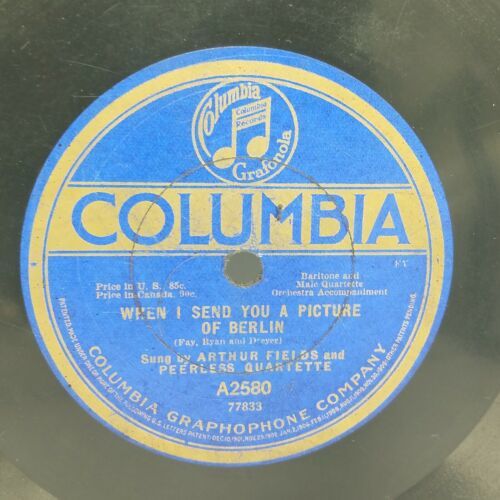 Columbia
Columbia
Records
Grafonola
COLUMBIA
Price in U. S. 85c.
Price in Canada, 90c.
Baritone and
Male Quartette
Orchestra Accompaniment
WHEN I SEND YOU A PICTURE
OF BERLIN
(Fay, Ryan and Dreyer)
Sung by ARTHUR FIELDS and
PEERLESS QUARTETTE
A2580
77833
COLUMBIA GRAPHOPHONE COMPANY